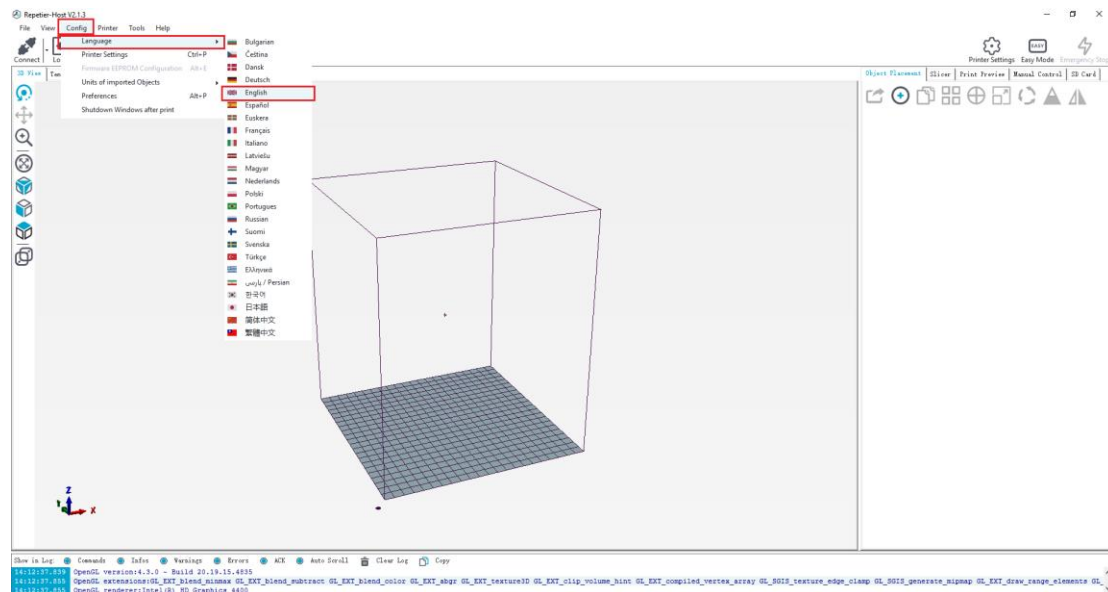 Repetier-Host V2.1.3
File View Config Printer Tools Help
Connect Lo
Printer Settings Easy Mode Emergency Stop
Language
Printer Settings Ctrl+P
Firmware EEPROM Configuration Alt+E
Units of imported Objects
Preferences Alt+P
Shutdown Windows after print
Bulgarian
Čeština
Dansk
Deutsch
English
Español
Euskera
Français
Italiano
Latviešu
Magyar
Nederlands
Polski
Portugues
Russian
Suomi
Svenska
Türkçe
Ελληνικά
پارسی / Persian
한국어
日本語
简体中文
繁體中文
3D View Tem
Object Placement Slicer Print Preview Manual Control SD Card
EASY
Z
Y
X
Show in Log: Commands Infos Warnings Errors ACK Auto Scroll Clear Log Copy
14:12:37.839 OpenGL version:4.3.0 - Build 20.19.15.4835
14:12:37.855 OpenGL extensions:GL_EXT_blend_minmax GL_EXT_blend_subtract GL_EXT_blend_color GL_EXT_abgr GL_EXT_texture3D GL_EXT_clip_volume_hint GL_EXT_compiled_vertex_array GL_SGIS_texture_edge_clamp GL_SGIS_generate_mipmap GL_EXT_draw_range_elements GL_
14:12:37.855 OpenGL renderer:Intel(R) HD Graphics 4400